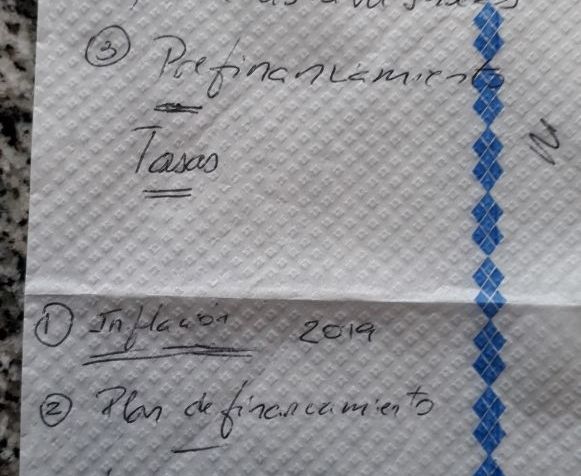 ③ Prefinanciamiento
Tasas
① Inflación 2019
② Plan de financiamiento